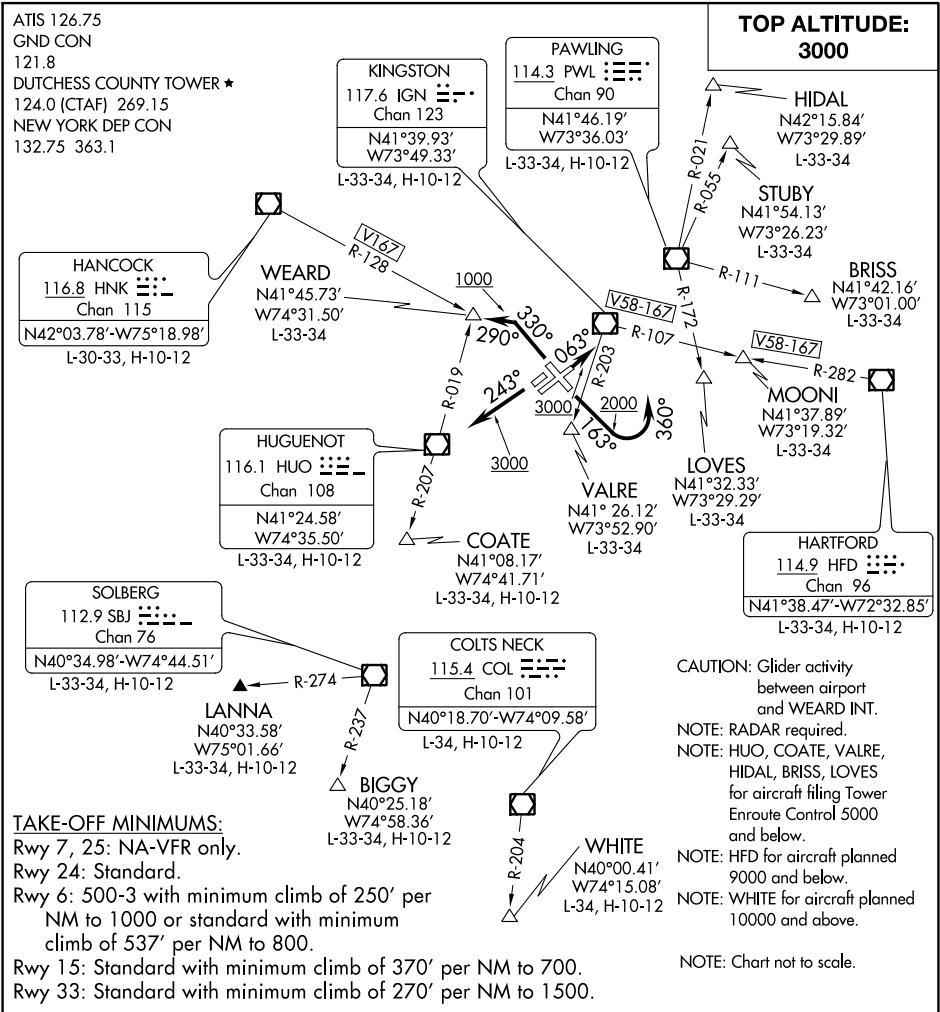 ATIS 126.75
GND CON
121.8
DUTCHESS COUNTY TOWER ★
124.0 (CTAF) 269.15
NEW YORK DEP CON
132.75 363.1
TOP ALTITUDE:
3000
KINGSTON
117.6 IGN
Chan 123
N41°39.93'
W73°49.33'
L-33-34, H-10-12
PAWLING
114.3 PWL
Chan 90
N41°46.19'
W73°36.03'
L-33-34, H-10-12
HIDAL
N42°15.84'
W73°29.89'
L-33-34
R-021
R-055
STUBY
N41°54.13'
W73°26.23'
L-33-34
R-111
BRISS
N41°42.16'
W73°01.00'
L-33-34
R-172
HANCOCK
116.8 HNK
Chan 115
N42°03.78'-W75°18.98'
L-30-33, H-10-12
V167
R-128
WEARD
N41°45.73'
W74°31.50'
L-33-34
1000
330°
290°
063°
243°
3000
R-203
V58-167
R-107
V58-167
R-282
MOONI
N41°37.89'
W73°19.32'
L-33-34
R-019
3000
2000
163°
360°
HUGUENOT
116.1 HUO
Chan 108
N41°24.58'
W74°35.50'
L-33-34, H-10-12
R-207
COATE
N41°08.17'
W74°41.71'
L-33-34, H-10-12
VALRE
N41° 26.12'
W73°52.90'
L-33-34
LOVES
N41°32.33'
W73°29.29'
L-33-34
HARTFORD
114.9 HFD
Chan 96
N41°38.47'-W72°32.85'
L-33-34, H-10-12
SOLBERG
112.9 SBJ
Chan 76
N40°34.98'-W74°44.51'
L-33-34, H-10-12
R-274
LANNA
N40°33.58'
W75°01.66'
L-33-34, H-10-12
R-237
BIGGY
N40°25.18'
W74°58.36'
L-33-34, H-10-12
COLTS NECK
115.4 COL
Chan 101
N40°18.70'-W74°09.58'
L-34, H-10-12
R-204
WHITE
N40°00.41'
W74°15.08'
L-34, H-10-12
CAUTION: Glider activity
between airport
and WEARD INT.
NOTE: RADAR required.
NOTE: HUO, COATE, VALRE,
HIDAL, BRISS, LOVES
for aircraft filing Tower
Enroute Control 5000
and below.
NOTE: HFD for aircraft planned
9000 and below.
NOTE: WHITE for aircraft planned
10000 and above.
NOTE: Chart not to scale.
TAKE-OFF MINIMUMS:
Rwy 7, 25: NA-VFR only.
Rwy 24: Standard.
Rwy 6: 500-3 with minimum climb of 250' per
NM to 1000 or standard with minimum
climb of 537' per NM to 800.
Rwy 15: Standard with minimum climb of 370' per NM to 700.
Rwy 33: Standard with minimum climb of 270' per NM to 1500.